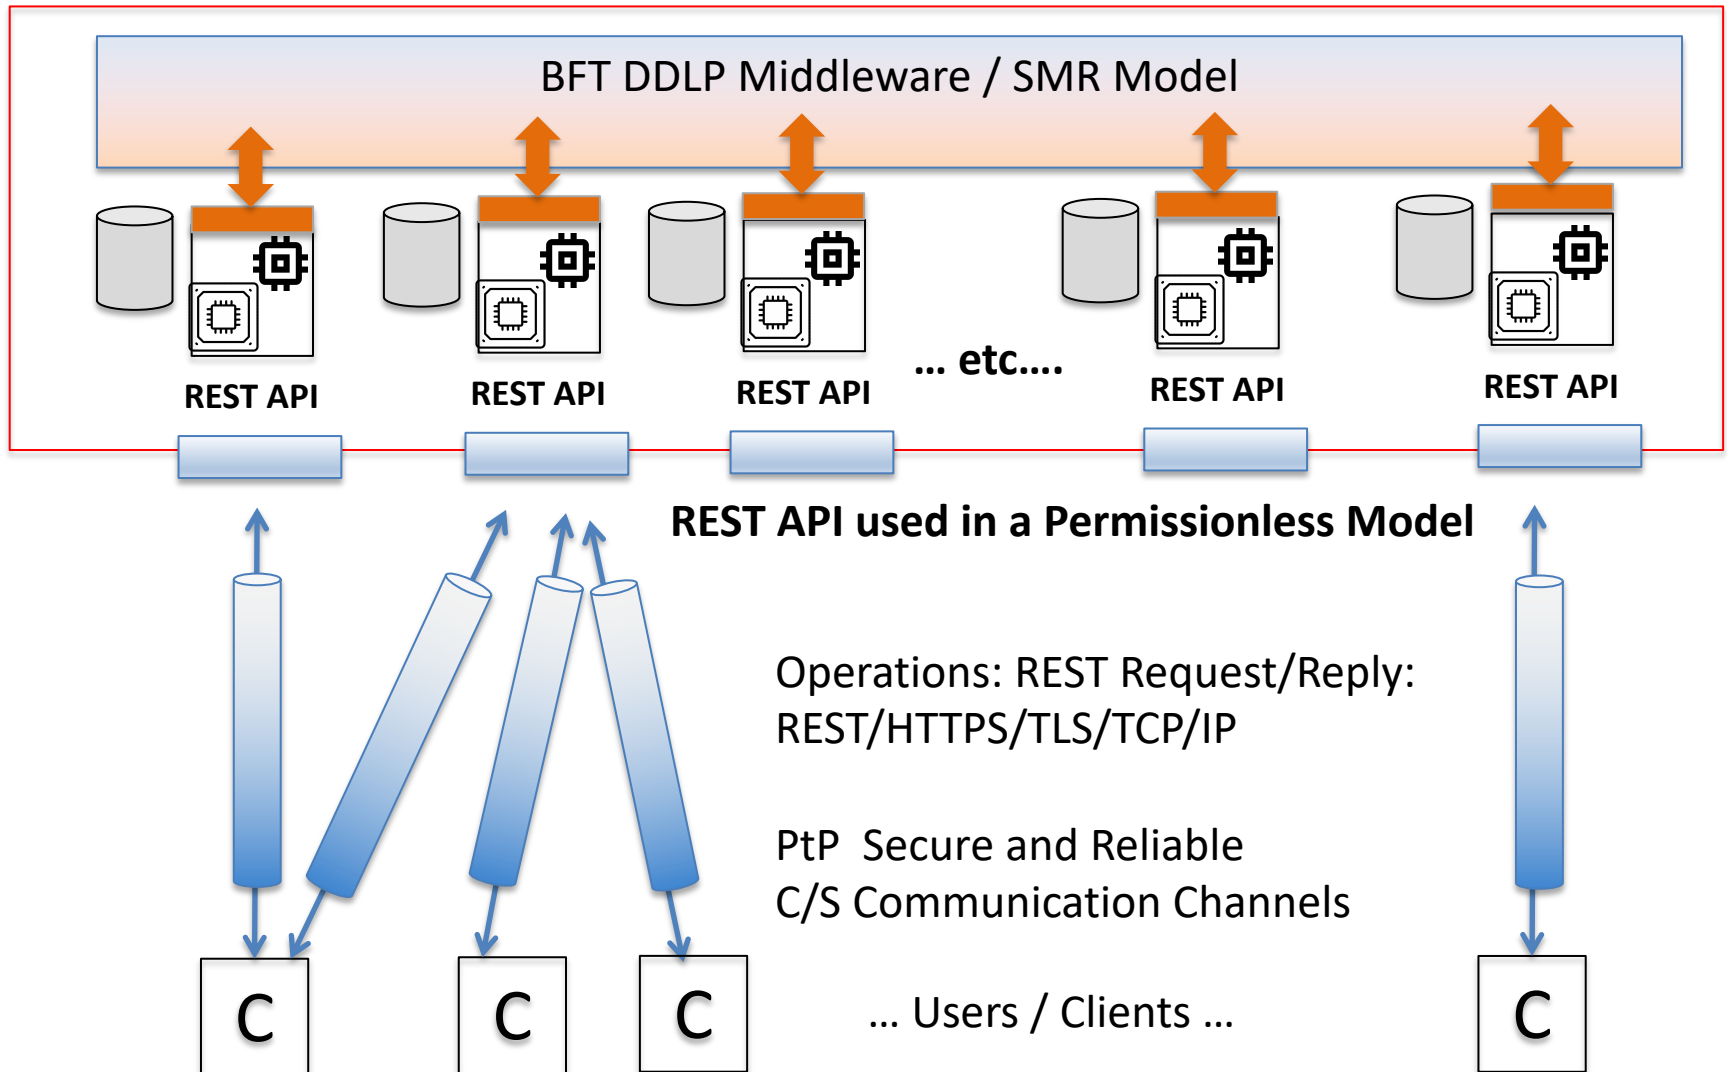 BFT DDLP Middleware / SMR Model
REST API
REST API
REST API
... etc....
REST API
REST API
REST API used in a Permissionless Model
Operations: REST Request/Reply:
REST/HTTPS/TLS/TCP/IP
PtP  Secure and Reliable
C/S Communication Channels
C
C
C
... Users / Clients ...
C